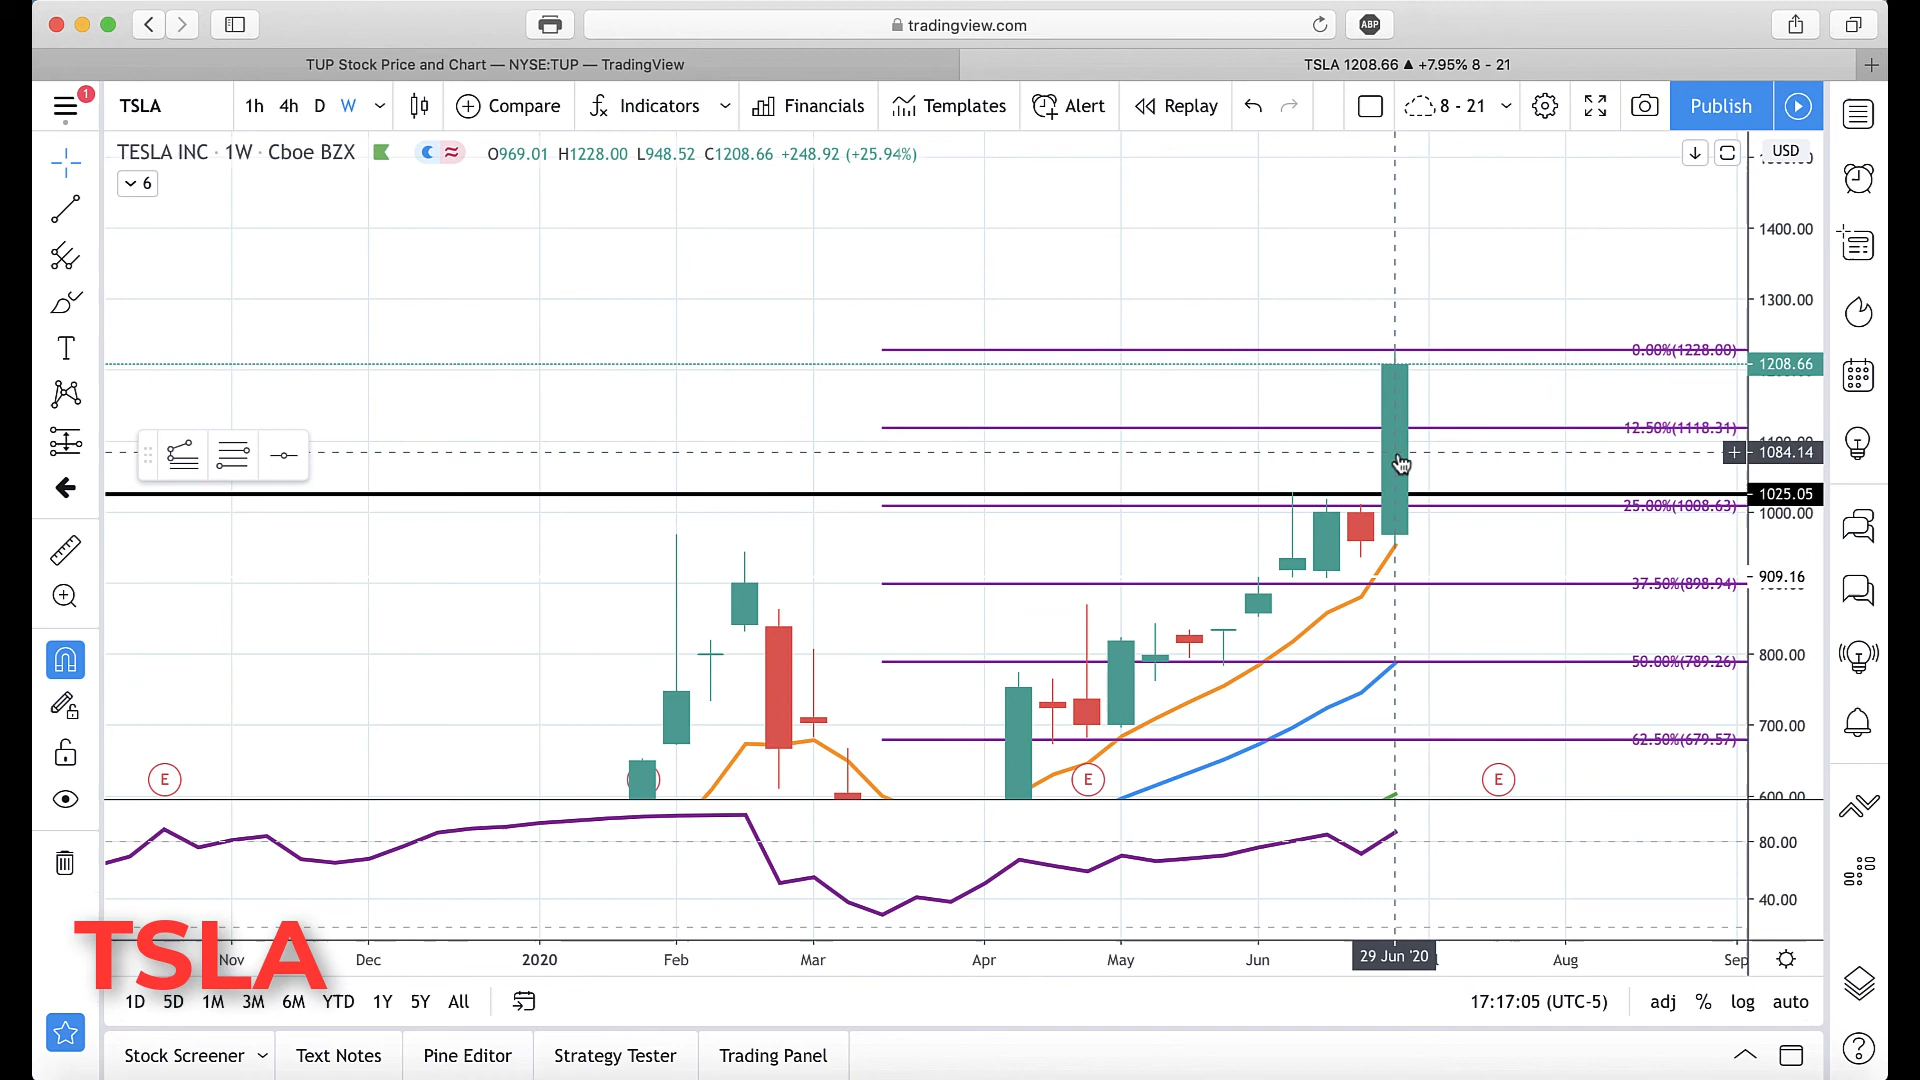 tradingview.com
ABP
TUP Stock Price and Chart — NYSE:TUP — TradingView
TSLA 1208.66 ▲ +7.95% 8 - 21
1
TSLA
1h 4h D W
Compare
Indicators
Financials
Templates
Alert
Replay
8 - 21
Publish
TESLA INC · 1W · Cboe BZX
O969.01 H1228.00 L948.52 C1208.66 +248.92 (+25.94%)
USD
6
1400.00
1300.00
0.00%(1228.00)
1208.66
12.50%(1118.31)
1084.14
1025.05
25.00%(1008.63)
1000.00
909.16
37.50%(898.94)
800.00
50.00%(789.26)
700.00
62.50%(679.57)
E
E
E
600.00
80.00
40.00
TSLA
Nov Dec 2020 Feb Mar Apr May Jun 29 Jun '20 Aug Sep
1D 5D 1M 3M 6M YTD 1Y 5Y All
17:17:05 (UTC-5)
adj % log auto
Stock Screener
Text Notes
Pine Editor
Strategy Tester
Trading Panel